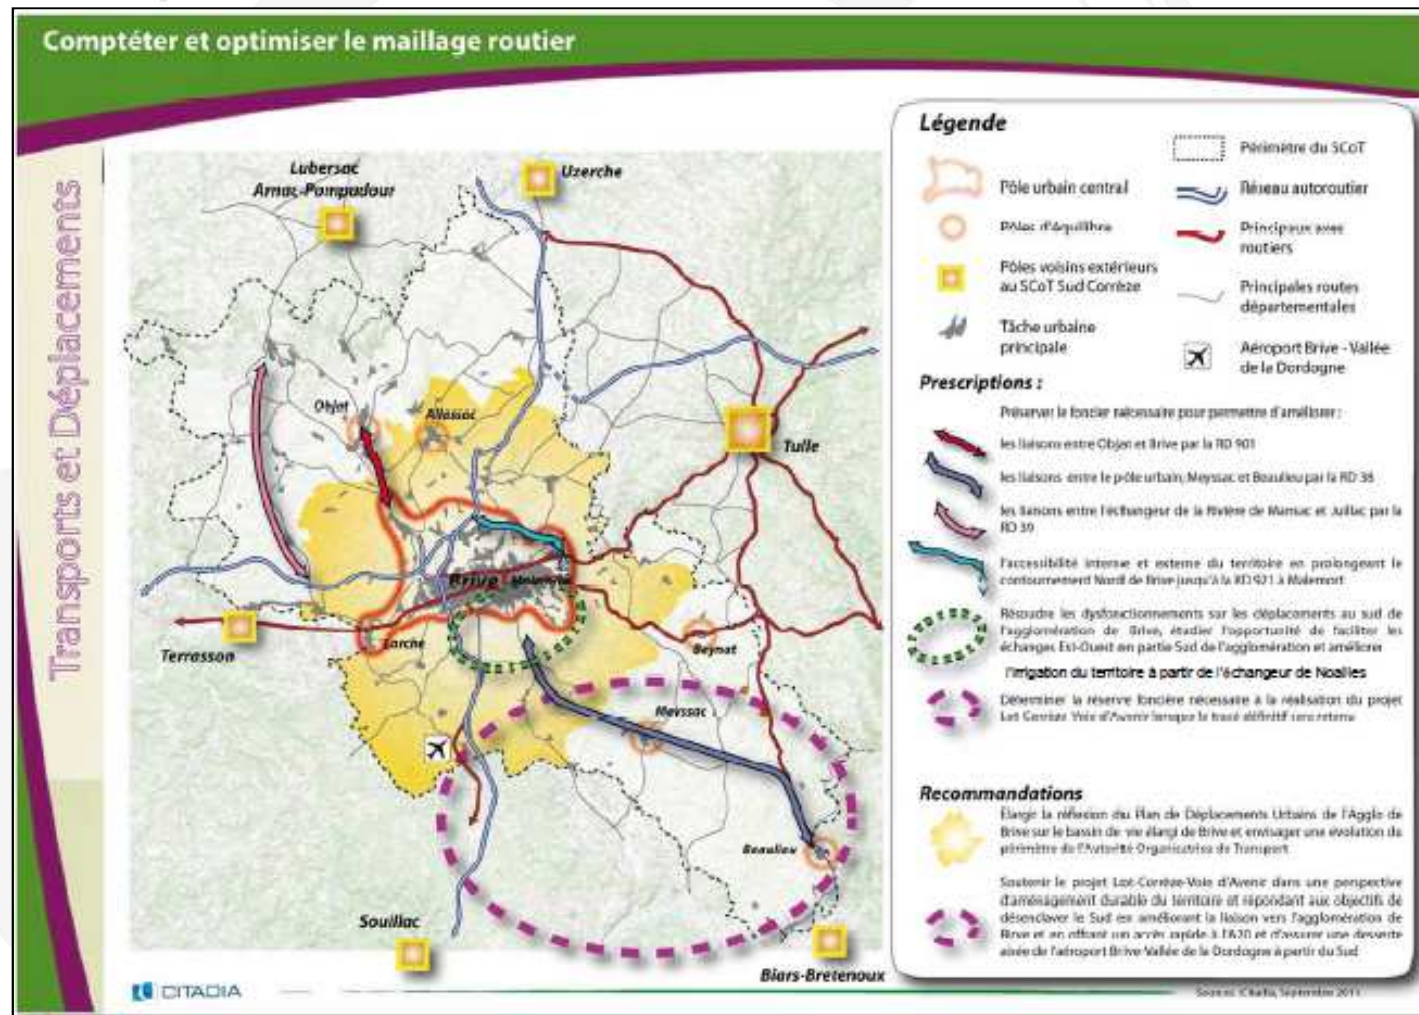 Comptéter et optimiser le maillage routier
Transports et Déplacements
Lubersac
Arnac-Pompadour
Uzerche
Objat
Allassac
Tulle
Brive
Terrasson
Larche
Beynat
Meyssac
Beaulieu
Souillac
Biars-Bretenoux
CITADIA
Légende
Pôle urbain central
Pôles d'équilibre
Pôles voisins extérieurs
au SCoT Sud Corrèze
Tâche urbaine
principale
Périmètre du SCoT
Réseau autoroutier
Principaux axes
routiers
Principales routes
départementales
Aéroport Brive - Vallée
de la Dordogne
Prescriptions :
Préserver le foncier nécessaire pour permettre d'améliorer :
les liaisons entre Objat et Brive par la RD 901
les liaisons entre le pôle urbain, Meyssac et Beaulieu par la RD 38
les liaisons entre l'échangeur de la Rivière de Mansac et Juillac par la
RD 39
l'accessibilité interne et externe du territoire en prolongeant le
contournement Nord de Brive jusqu'à la RD 921 à Malemort
Résoudre les dysfonctionnements sur les déplacements au sud de
l'agglomération de Brive, étudier l'opportunité de faciliter les
échanges Est-Ouest en partie Sud de l'agglomération et améliorer
l'irrigation du territoire à partir de l'échangeur de Noailles
Déterminer la réserve foncière nécessaire à la réalisation du projet
Lot-Corrèze-Voie d'Avenir lorsque le tracé définitif sera retenu
Recommandations
Elargir la réflexion du Plan de Déplacements Urbains de l'Agglo de
Brive sur le bassin de vie élargi de Brive et envisager une évolution du
périmètre de l'Autorité Organisatrice de Transport
Soutenir le projet Lot-Corrèze-Voie d'Avenir dans une perspective
d'aménagement durable du territoire et répondant aux objectifs de
désenclaver le Sud en améliorant la liaison vers l'agglomération de
Brive et en offrant un accès rapide à l'A20 et d'assurer une desserte
aisée de l'aéroport Brive-Vallée de la Dordogne à partir du Sud
Source: Citadia, Septembre 2011